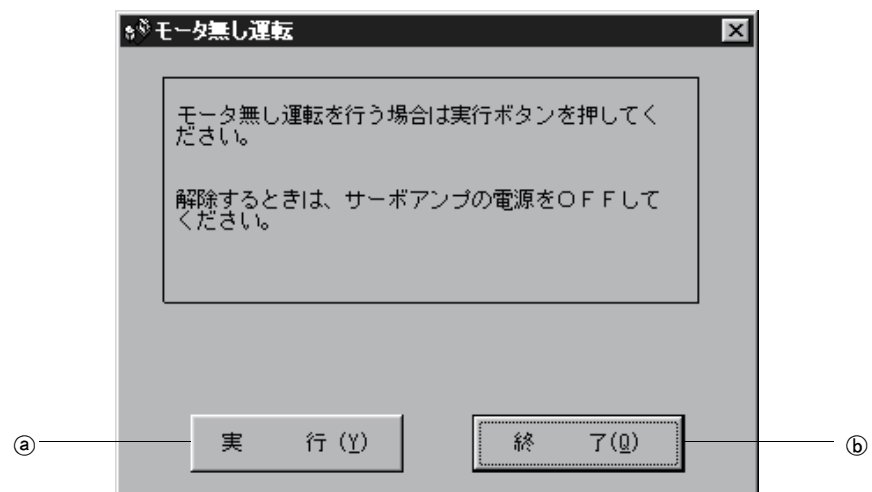 モータ無し運転
モータ無し運転を行う場合は実行ボタンを押してく
ださい。
解除するときは、サーボアンプの電源をＯＦＦして
ください。
ⓐ 実　　行 (Y) 終　　了(Q) ⓑ